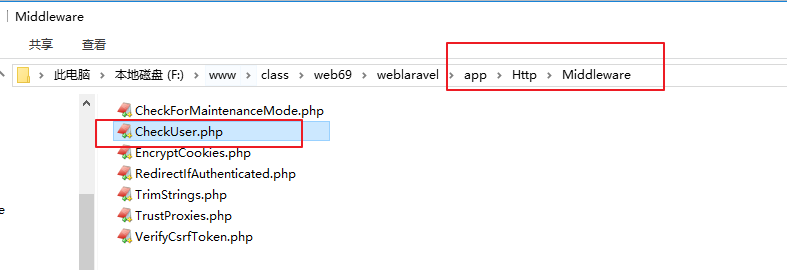 Middleware
共享 查看
此电脑 本地磁盘 (F:) www class web69 weblaravel app Http Middleware
CheckForMaintenanceMode.php
CheckUser.php
EncryptCookies.php
RedirectIfAuthenticated.php
TrimStrings.php
TrustProxies.php
e
VerifyCsrfToken.php